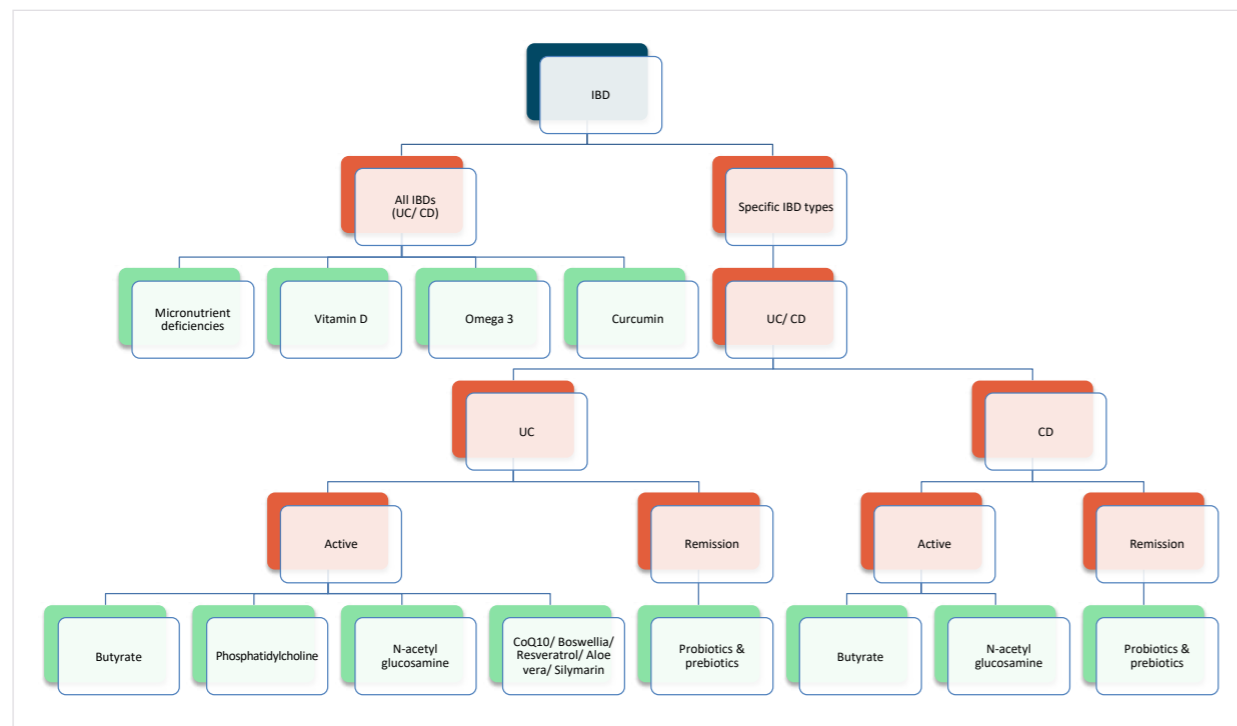 IBD
All IBDs
(UC/ CD)
Specific IBD types
Micronutrient
deficiencies
Vitamin D
Omega 3
Curcumin
UC/ CD
UC
CD
Active
Remission
Active
Remission
Butyrate
Phosphatidylcholine
N-acetyl
glucosamine
CoQ10/ Boswellia/
Resveratrol/ Aloe
vera/ Silymarin
Probiotics &
prebiotics
Butyrate
N-acetyl
glucosamine
Probiotics &
prebiotics